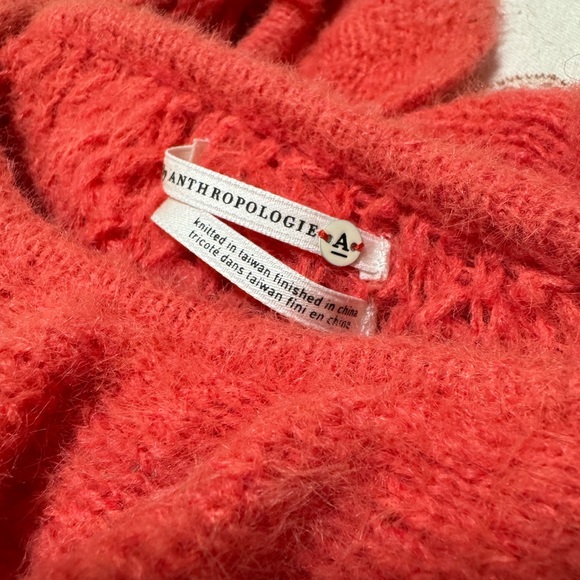 ANTHROPOLOGIE
A
knitted in taiwan finished in china
tricoté dans taiwan fini en chine